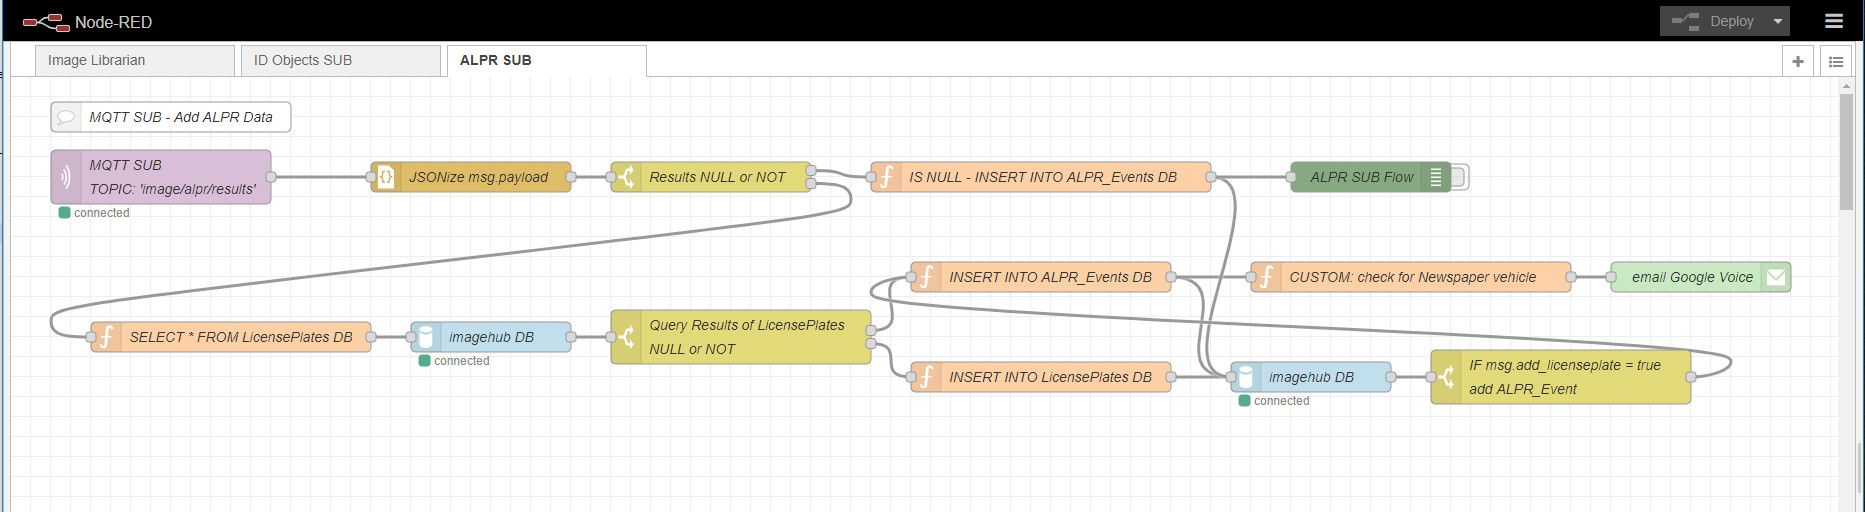 Node-RED
Deploy
Image Librarian
ID Objects SUB
ALPR SUB
MQTT SUB - Add ALPR Data
MQTT SUB
TOPIC: 'image/alpr/results'
connected
JSONize msg.payload
Results NULL or NOT
IS NULL - INSERT INTO ALPR_Events DB
ALPR SUB Flow
INSERT INTO ALPR_Events DB
CUSTOM: check for Newspaper vehicle
email Google Voice
SELECT * FROM LicensePlates DB
imagehub DB
connected
Query Results of LicensePlates
NULL or NOT
INSERT INTO LicensePlates DB
imagehub DB
connected
IF msg.add_licenseplate = true
add ALPR_Event